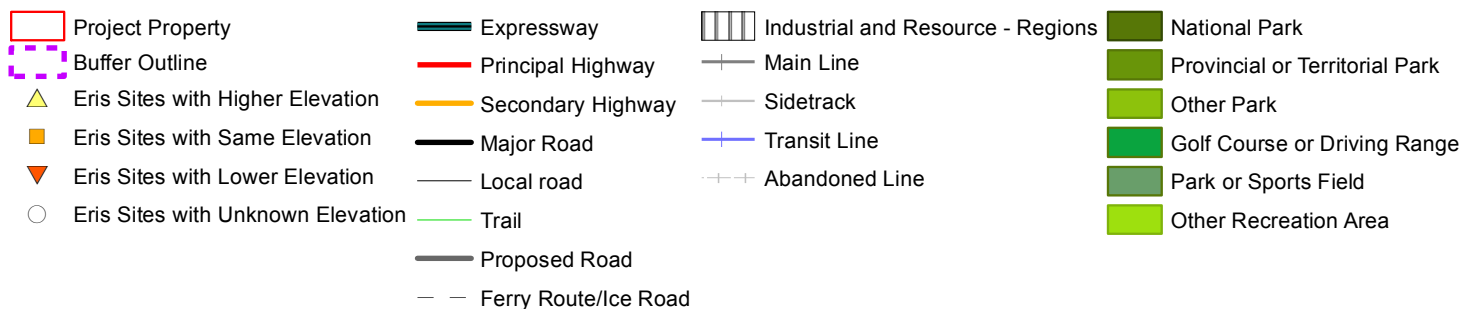 Project Property
Buffer Outline
Eris Sites with Higher Elevation
Eris Sites with Same Elevation
Eris Sites with Lower Elevation
Eris Sites with Unknown Elevation
Expressway
Principal Highway
Secondary Highway
Major Road
Local road
Trail
Proposed Road
Ferry Route/Ice Road
Industrial and Resource - Regions
Main Line
Sidetrack
Transit Line
Abandoned Line
National Park
Provincial or Territorial Park
Other Park
Golf Course or Driving Range
Park or Sports Field
Other Recreation Area